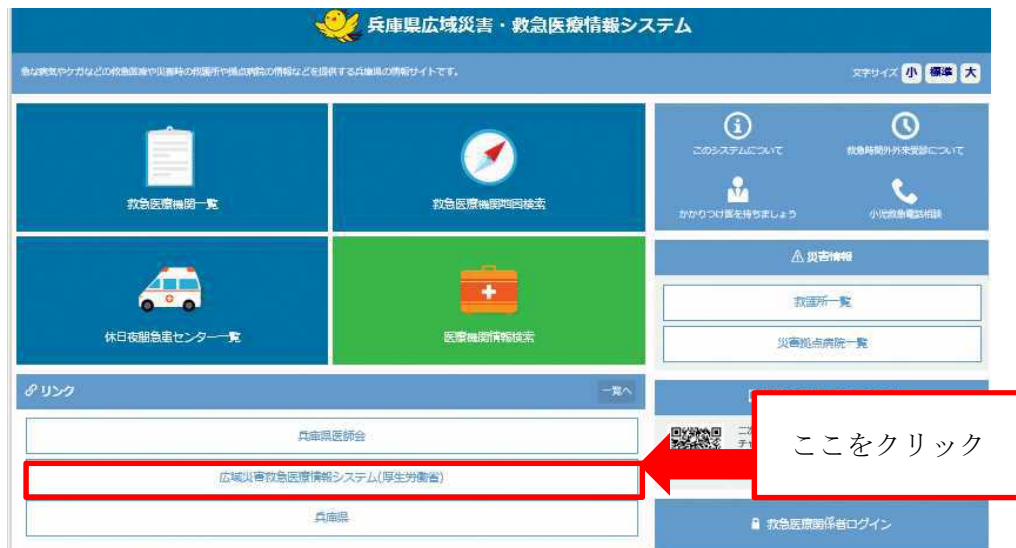 兵庫県広域災害・救急医療情報システム
急な病気やケガなどの救急医療や災害時の救護所や拠点病院の情報などを提供する兵庫県の情報サイトです。
文字サイズ 小 標準 大
救急医療機関一覧
救急医療機関地図検索
このシステムについて
救急時間外外来受診について
かかりつけ医を持ちましょう
小児救急電話相談
休日夜間急患センター一覧
医療機関情報検索
災害情報
救護所一覧
災害拠点病院一覧
リンク
一覧へ
兵庫県医師会
広域災害救急医療情報システム(厚生労働省)
兵庫県
ここをクリック
救急医療関係者ログイン